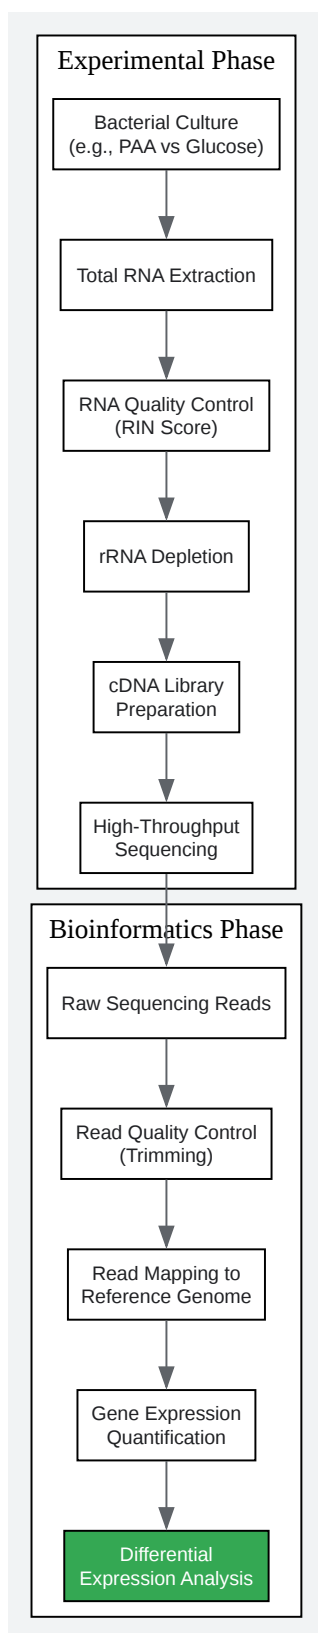 Experimental Phase
Bacterial Culture
(e.g., PAA vs Glucose)
Total RNA Extraction
RNA Quality Control
(RIN Score)
rRNA Depletion
cDNA Library
Preparation
High-Throughput
Sequencing
Bioinformatics Phase
Raw Sequencing Reads
Read Quality Control
(Trimming)
Read Mapping to
Reference Genome
Gene Expression
Quantification
Differential
Expression Analysis